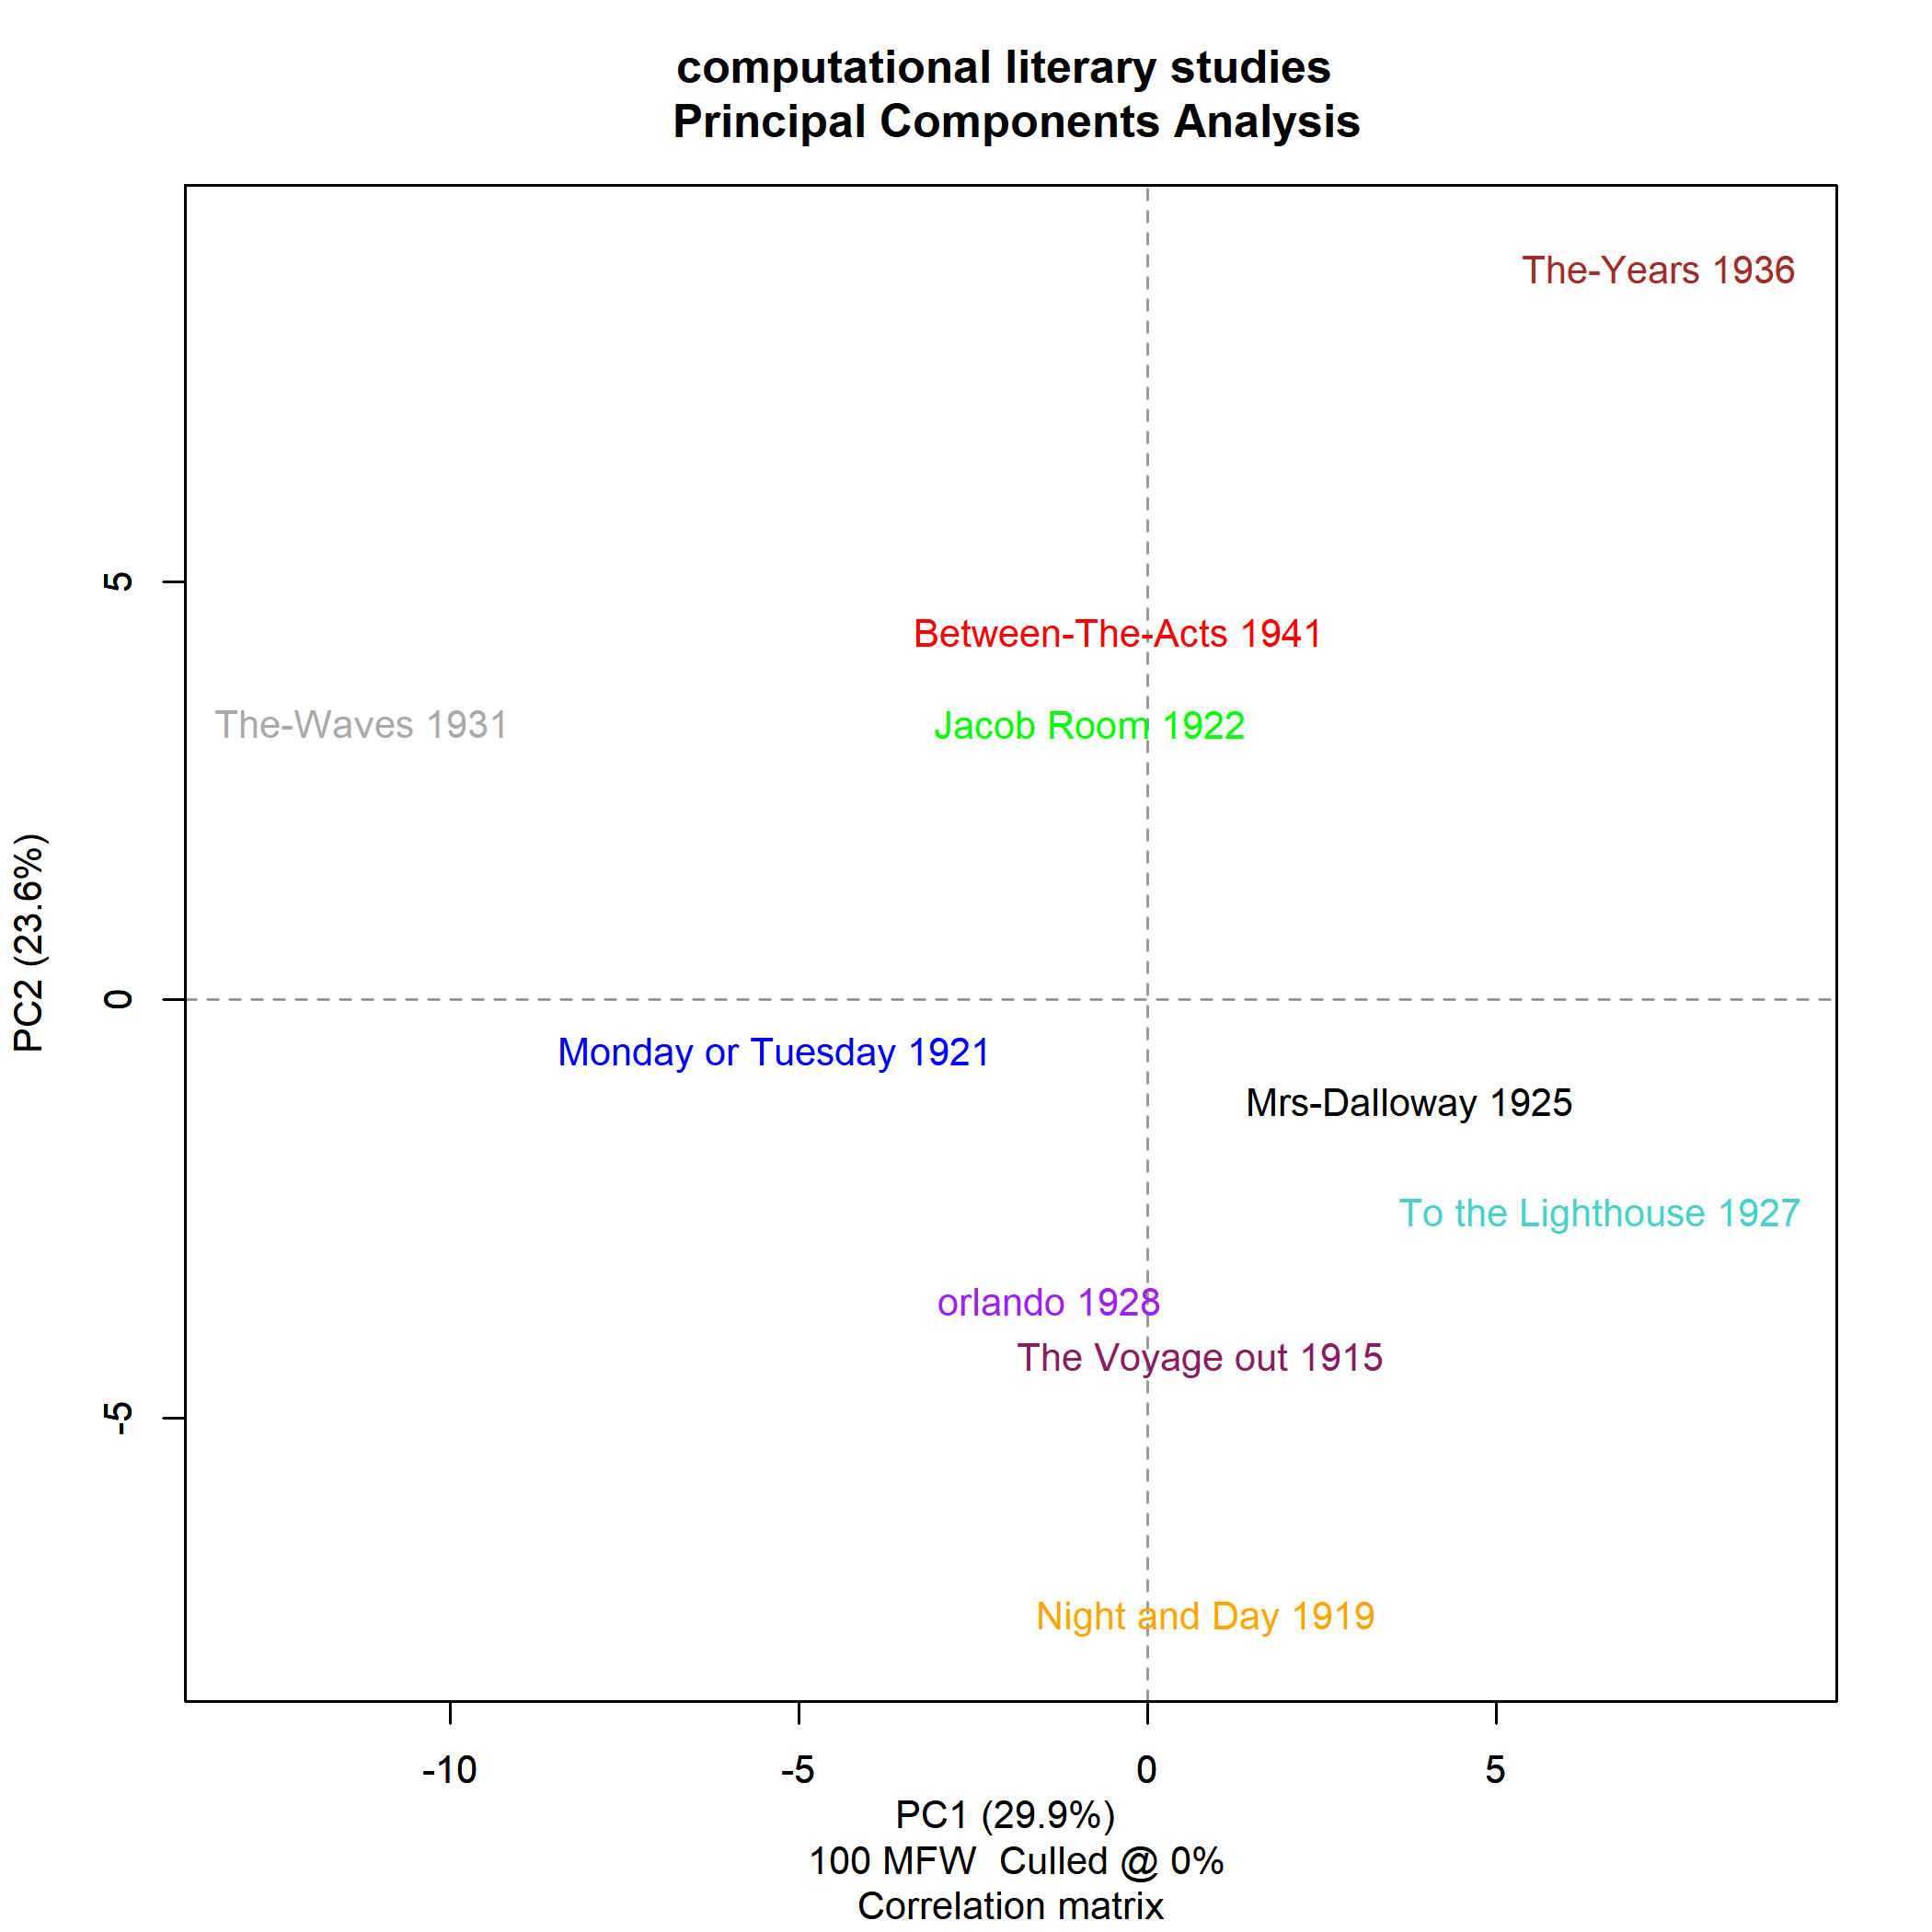 computational literary studies
Principal Components Analysis
The-Years 1936
5
Between-The-Acts 1941
The-Waves 1931
Jacob Room 1922
PC2 (23.6%)
0
Monday or Tuesday 1921
Mrs-Dalloway 1925
To the Lighthouse 1927
orlando 1928
The Voyage out 1915
-5
Night and Day 1919
-10 -5 0 5
PC1 (29.9%)
100 MFW Culled @ 0%
Correlation matrix